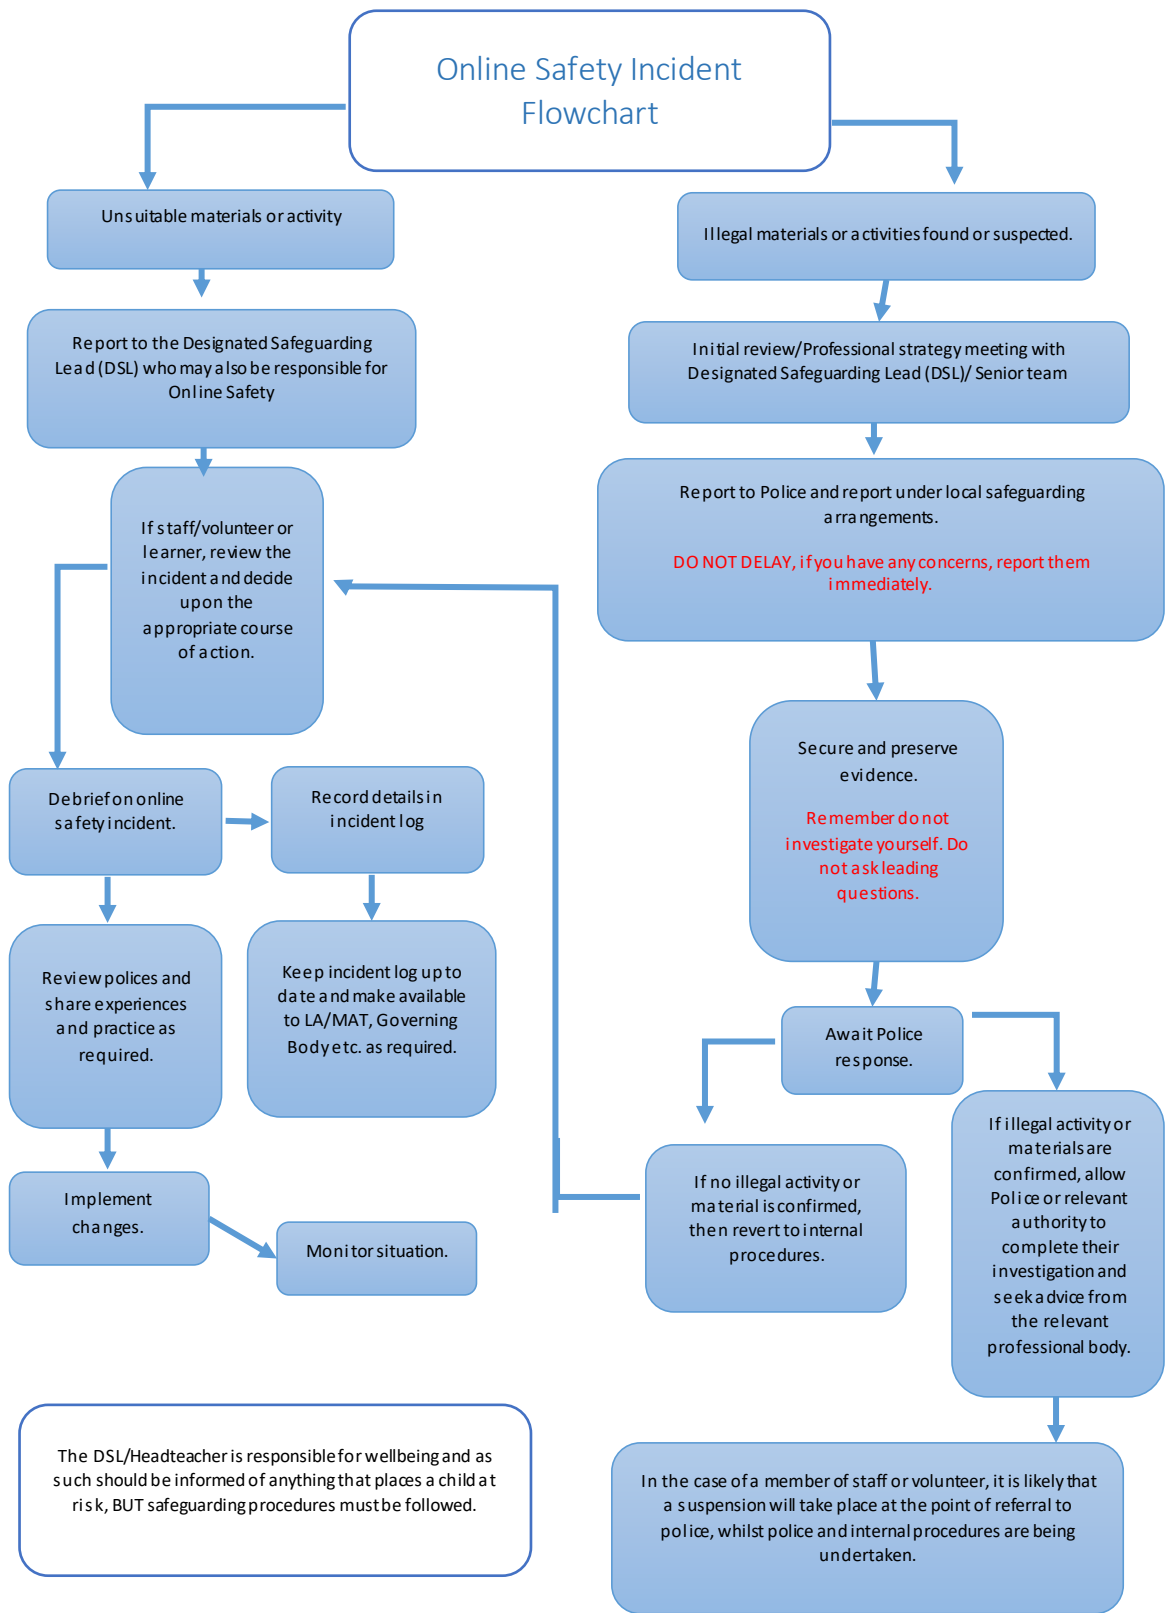 Online Safety Incident
Flowchart
Unsuitable materials or activity
Report to the Designated Safeguarding
Lead (DSL) who may also be responsible for
Online Safety
If staff/volunteer or
learner, review the
incident and decide
upon the
appropriate course
of action.
Debrief on online
safety incident.
Record details in
incident log
Review polices and
share experiences
and practice as
required.
Keep incident log up to
date and make available
to LA/MAT, Governing
Body etc. as required.
Implement
changes.
Monitor situation.
Illegal materials or activities found or suspected.
Initial review/Professional strategy meeting with
Designated Safeguarding Lead (DSL)/ Senior team
Report to Police and report under local safeguarding
arrangements.
DO NOT DELAY, if you have any concerns, report them
immediately.
Secure and preserve
evidence.
Remember do not
investigate yourself. Do
not ask leading
questions.
Await Police
response.
If no illegal activity or
material is confirmed,
then revert to internal
procedures.
If illegal activity or
materials are
confirmed, allow
Police or relevant
authority to
complete their
investigation and
seek advice from
the relevant
professional body.
In the case of a member of staff or volunteer, it is likely that
a suspension will take place at the point of referral to
police, whilst police and internal procedures are being
undertaken.
The DSL/Headteacher is responsible for wellbeing and as
such should be informed of anything that places a child at
risk, BUT safeguarding procedures must be followed.